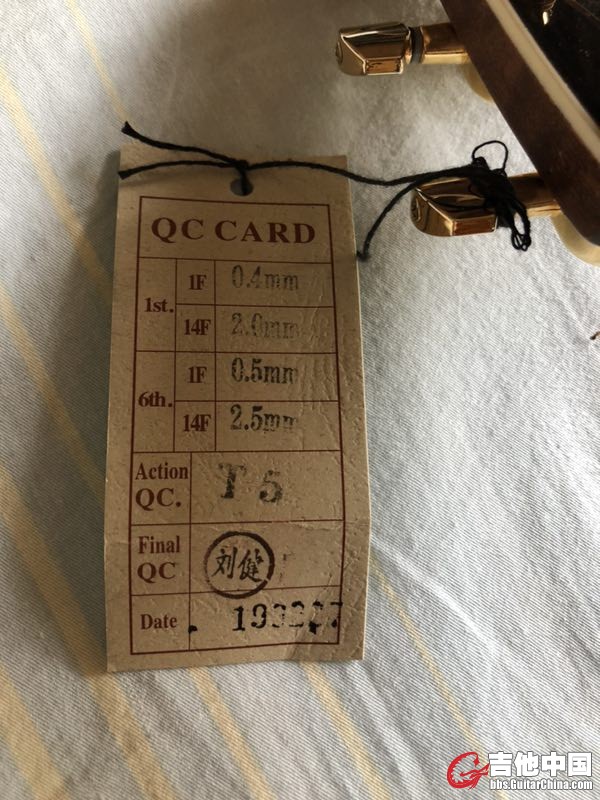 QC CARD
1st. 1F 0.4mm
14F 2.0mm
6th. 1F 0.5mm
14F 2.5mm
Action QC. T 5
Final QC 刘健
Date
吉他中国
bbs.GuitarChina.com